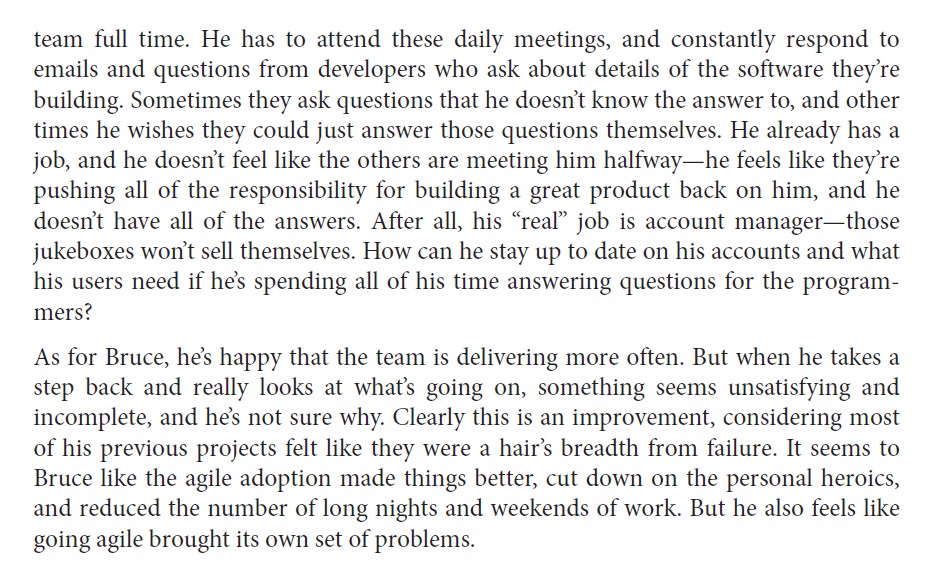 team full time. He has to attend these daily meetings, and constantly respond to
emails and questions from developers who ask about details of the software they’re
building. Sometimes they ask questions that he doesn’t know the answer to, and other
times he wishes they could just answer those questions themselves. He already has a
job, and he doesn’t feel like the others are meeting him halfway—he feels like they’re
pushing all of the responsibility for building a great product back on him, and he
doesn’t have all of the answers. After all, his “real” job is account manager—those
jukeboxes won’t sell themselves. How can he stay up to date on his accounts and what
his users need if he’s spending all of his time answering questions for the program-
mers?
As for Bruce, he’s happy that the team is delivering more often. But when he takes a
step back and really looks at what’s going on, something seems unsatisfying and
incomplete, and he’s not sure why. Clearly this is an improvement, considering most
of his previous projects felt like they were a hair’s breadth from failure. It seems to
Bruce like the agile adoption made things better, cut down on the personal heroics,
and reduced the number of long nights and weekends of work. But he also feels like
going agile brought its own set of problems.